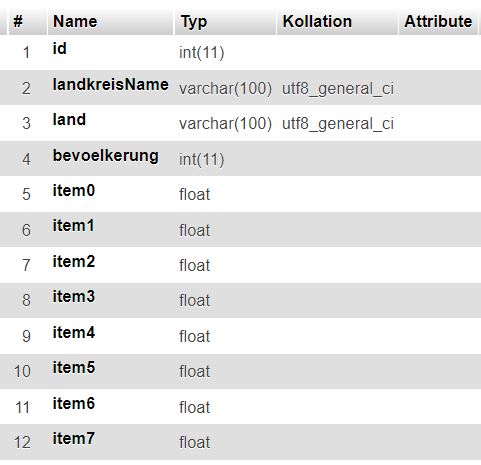 # Name Typ Kollation Attribute
1 id int(11)
2 landkreisName varchar(100) utf8_general_ci
3 land varchar(100) utf8_general_ci
4 bevoelkerung int(11)
5 item0 float
6 item1 float
7 item2 float
8 item3 float
9 item4 float
10 item5 float
11 item6 float
12 item7 float